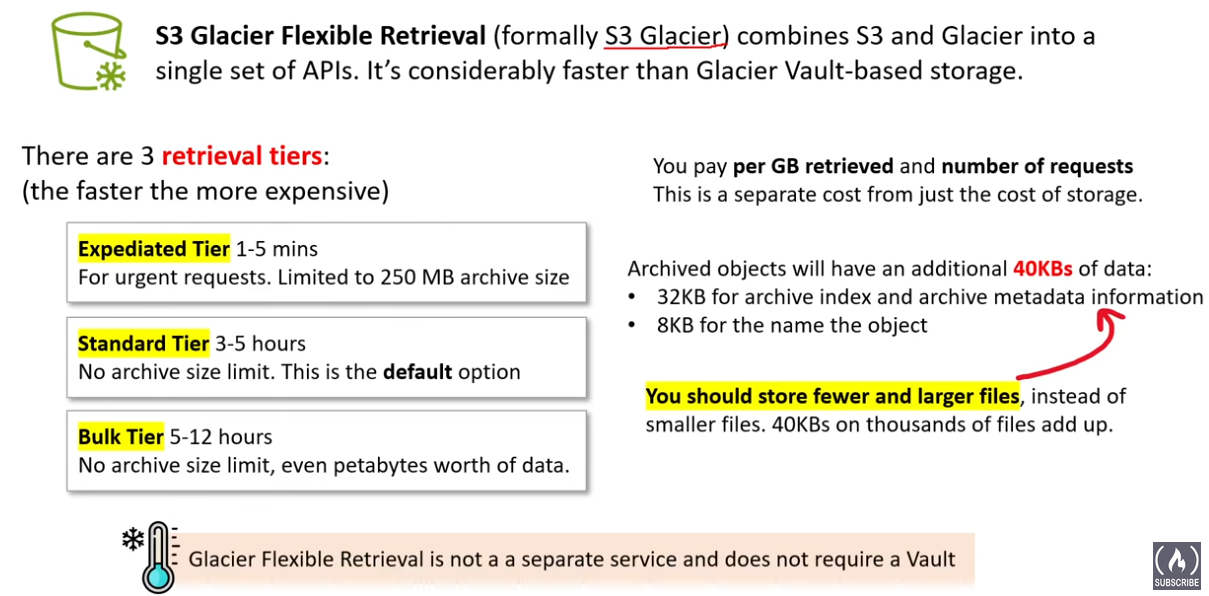 S3 Glacier Flexible Retrieval (formally S3 Glacier) combines S3 and Glacier into a
single set of APIs. It's considerably faster than Glacier Vault-based storage.
There are 3 retrieval tiers:
(the faster the more expensive)
Expediated Tier 1-5 mins
For urgent requests. Limited to 250 MB archive size
Standard Tier 3-5 hours
No archive size limit. This is the default option
Bulk Tier 5-12 hours
No archive size limit, even petabytes worth of data.
You pay per GB retrieved and number of requests
This is a separate cost from just the cost of storage.
Archived objects will have an additional 40KBs of data:
• 32KB for archive index and archive metadata information
• 8KB for the name the object
You should store fewer and larger files, instead of
smaller files. 40KBs on thousands of files add up.
Glacier Flexible Retrieval is not a a separate service and does not require a Vault
SUBSCRIBE